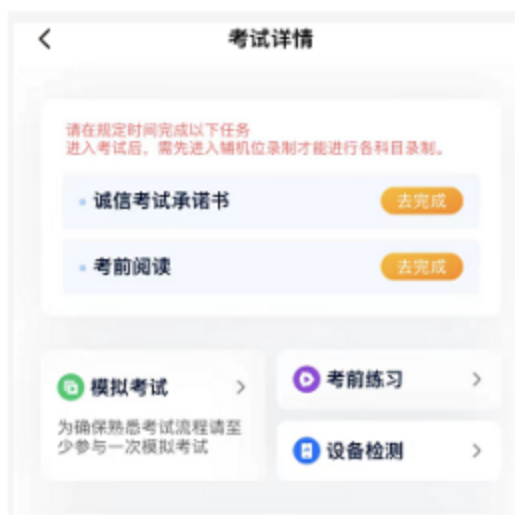 考试详情
请在规定时间完成以下任务
进入考试后，需先进入辅机位录制才能进行各科目录制。
诚信考试承诺书
去完成
考前阅读
去完成
模拟考试
为确保熟悉考试流程请至
少参与一次模拟考试
考前练习
设备检测